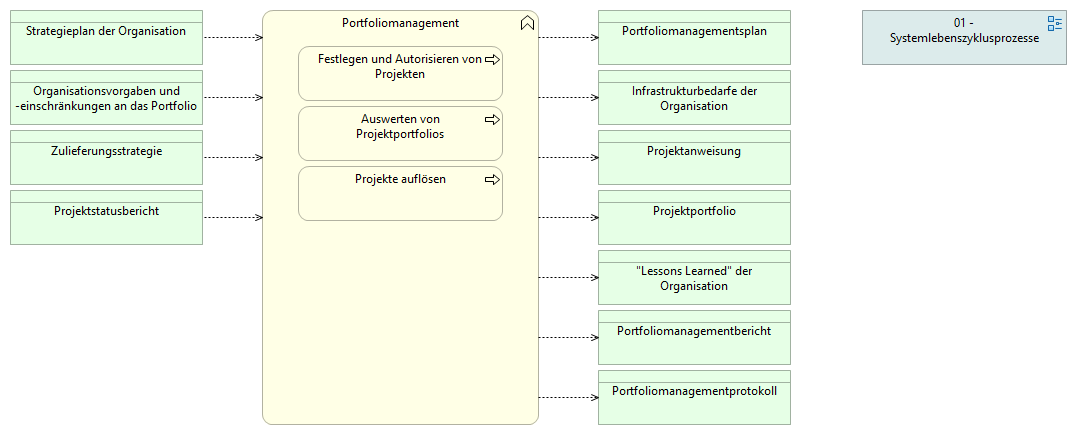 Strategieplan der Organisation
Organisationsvorgaben und
-einschränkungen an das Portfolio
Zulieferungsstrategie
Projektstatusbericht
Portfoliomanagement
Festlegen und Autorisieren von
Projekten
Auswerten von
Projektportfolios
Projekte auflösen
Portfoliomanagementsplan
Infrastrukturbedarfe der
Organisation
Projektanweisung
Projektportfolio
"Lessons Learned" der
Organisation
Portfoliomanagementbericht
Portfoliomanagementprotokoll
01 -
Systemlebenszyklusprozesse